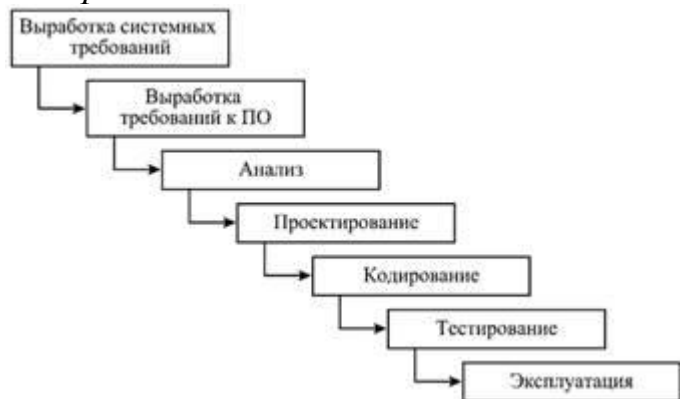 Выработка системных
требований
Выработка
требований к ПО
Анализ
Проектирование
Кодирование
Тестирование
Эксплуатация